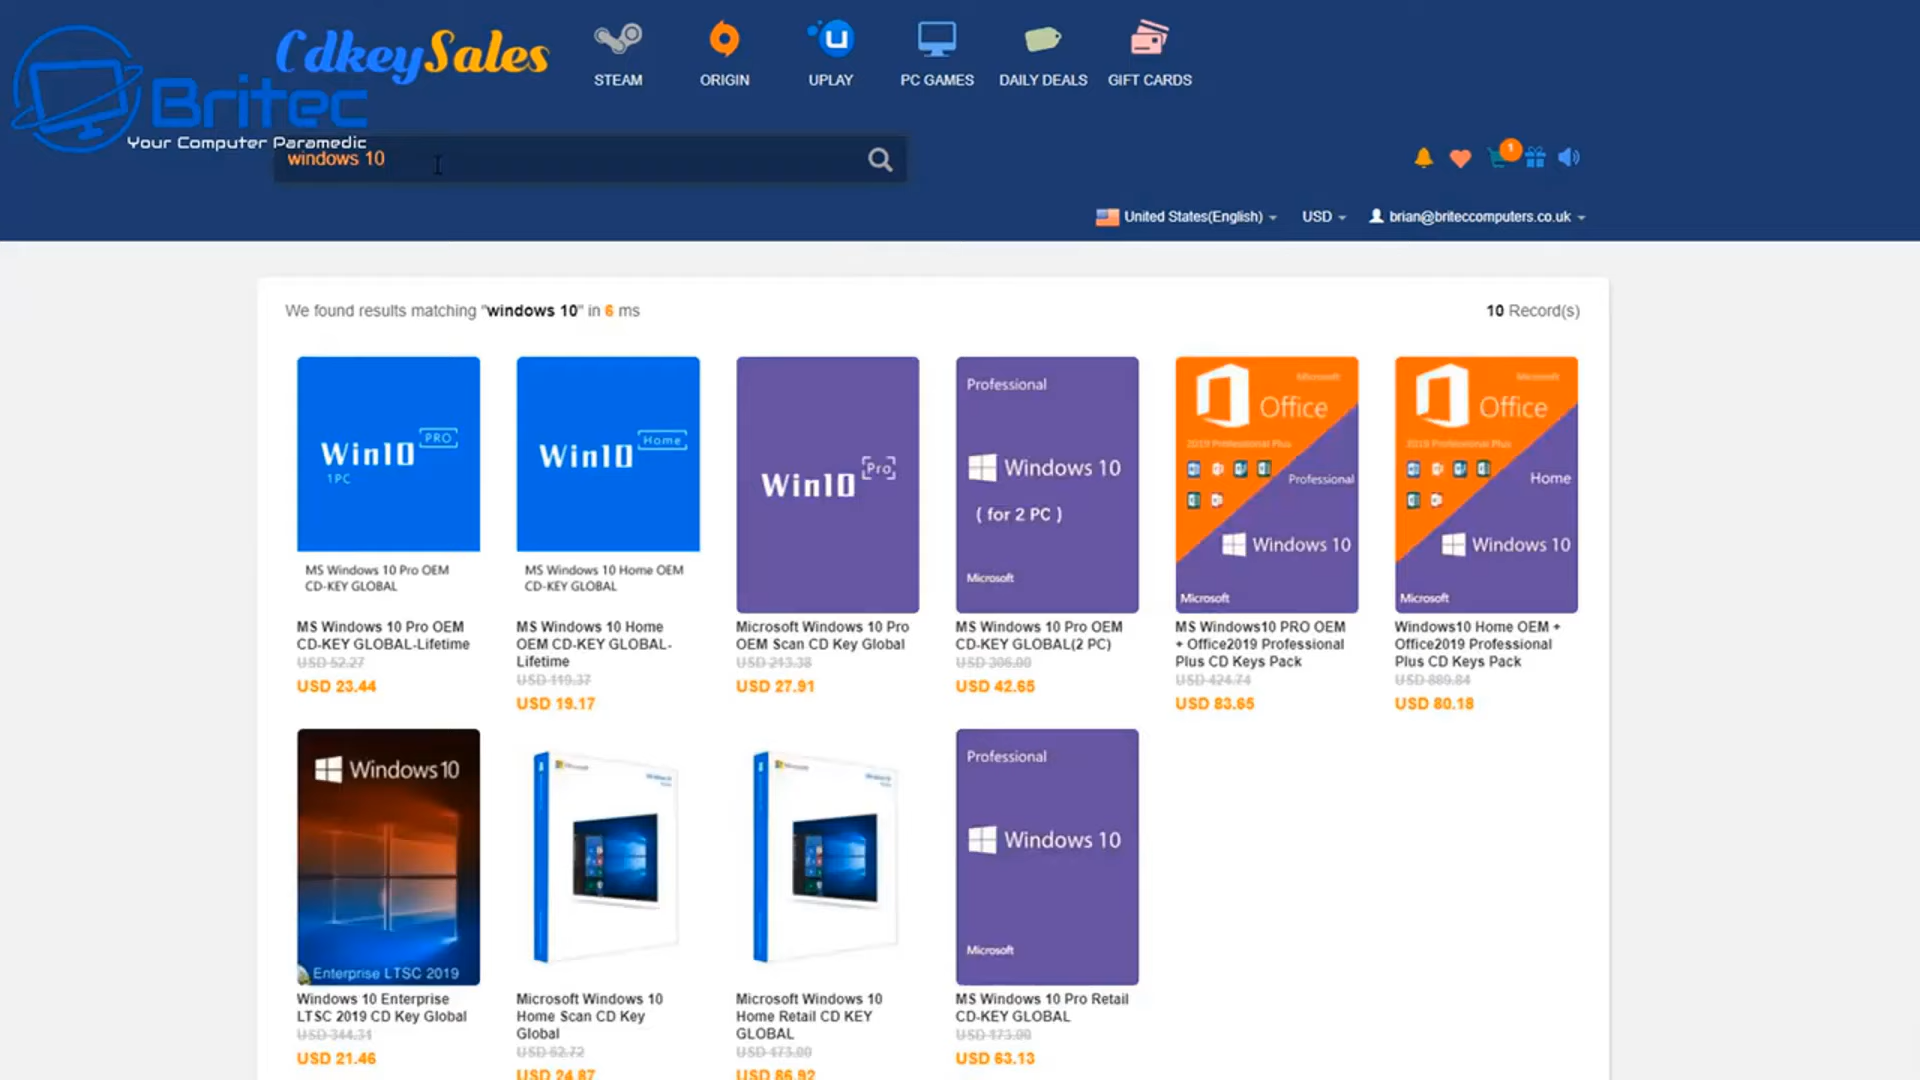 CdkeySales
Britec
Your Computer Paramedic
STEAM
ORIGIN
UPLAY
PC GAMES
DAILY DEALS
GIFT CARDS
windows 10
1
United States(English)
USD
brian@briteccomputers.co.uk
We found results matching "windows 10" in 6 ms
10 Record(s)
Win10 PRO
1PC
MS Windows 10 Pro OEM
CD-KEY GLOBAL
MS Windows 10 Pro OEM
CD-KEY GLOBAL-Lifetime
USD 52.27
USD 23.44
Win10 Home
MS Windows 10 Home OEM
CD-KEY GLOBAL
MS Windows 10 Home
OEM CD-KEY GLOBAL-
Lifetime
USD 119.37
USD 19.17
Win10 Pro
Microsoft Windows 10 Pro
OEM Scan CD Key Global
USD 213.38
USD 27.91
Professional
Windows 10
( for 2 PC )
Microsoft
MS Windows 10 Pro OEM
CD-KEY GLOBAL(2 PC)
USD 306.00
USD 42.65
Microsoft
Office
2019 Professional Plus
Professional
Windows 10
Microsoft
MS Windows10 PRO OEM
+ Office2019 Professional
Plus CD Keys Pack
USD 424.74
USD 83.65
Microsoft
Office
2019 Professional Plus
Home
Windows 10
Microsoft
Windows10 Home OEM +
Office2019 Professional
Plus CD Keys Pack
USD 889.84
USD 80.18
Windows 10
Enterprise LTSC 2019
Windows 10 Enterprise
LTSC 2019 CD Key Global
USD 344.31
USD 21.46
Microsoft Windows 10
Home Scan CD Key
Global
USD 62.72
USD 24.87
Microsoft Windows 10
Home Retail CD KEY
GLOBAL
USD 173.00
USD 86.92
Professional
Windows 10
Microsoft
MS Windows 10 Pro Retail
CD-KEY GLOBAL
USD 173.00
USD 63.13